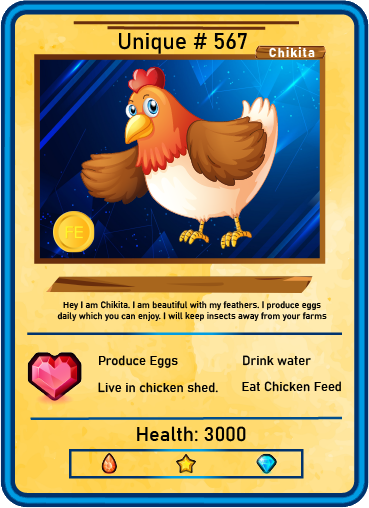 Unique # 567
Chikita
FE
Hey I am Chikita. I am beautiful with my feathers. I produce eggs
daily which you can enjoy. I will keep insects away from your farms
Produce Eggs
Drink water
Live in chicken shed.
Eat Chicken Feed
Health: 3000